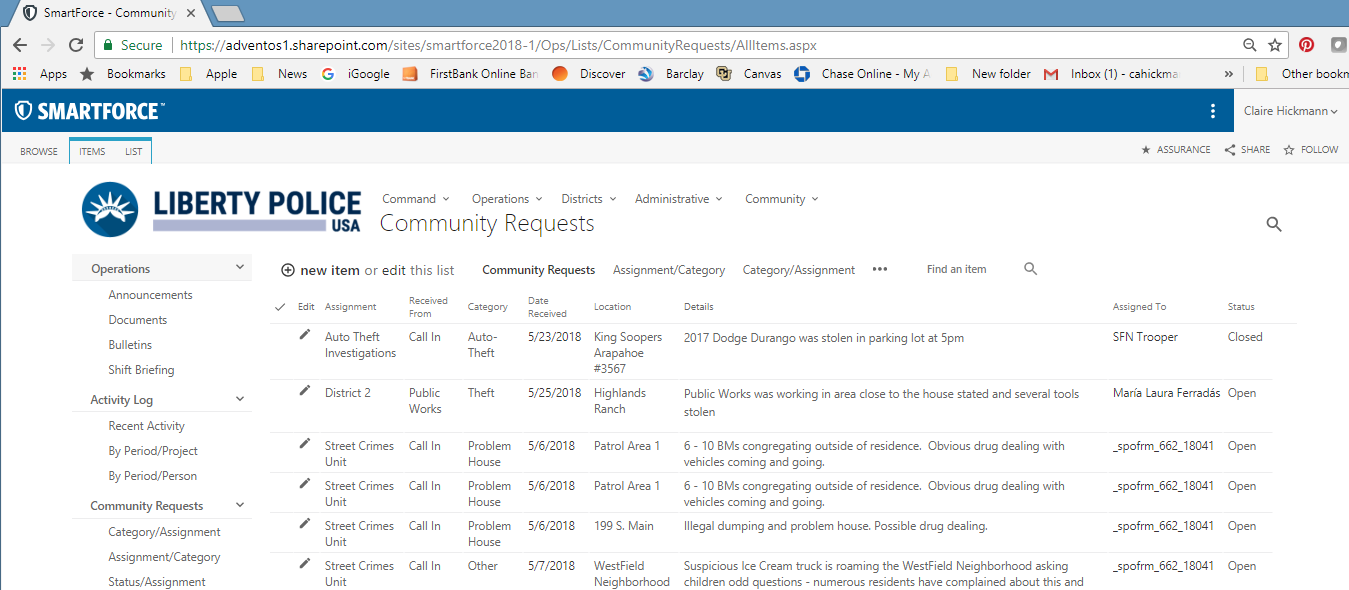 SmartForce - Community
Secure https://adventos1.sharepoint.com/sites/smartforce2018-1/Ops/Lists/CommunityRequests/AllItems.aspx
Apps Bookmarks Apple News iGoogle FirstBank Online Ban Discover Barclay Canvas Chase Online - My A New folder Inbox (1) - cahickma » Other bookm
SMARTFORCE™ Claire Hickmann
BROWSE ITEMS LIST ASSURANCE SHARE FOLLOW
LIBERTY POLICE
USA
Command Operations Districts Administrative Community
Community Requests
Operations
Announcements
Documents
Bulletins
Shift Briefing
Activity Log
Recent Activity
By Period/Project
By Period/Person
Community Requests
Category/Assignment
Assignment/Category
Status/Assignment
new item or edit this list Community Requests Assignment/Category Category/Assignment ••• Find an item
Edit Assignment Received From Category Date Received Location Details Assigned To Status
Auto Theft Call In Auto- 5/23/2018 King Soopers 2017 Dodge Durango was stolen in parking lot at 5pm SFN Trooper Closed
Investigations Theft Arapahoe
#3567
District 2 Public Theft 5/25/2018 Highlands Public Works was working in area close to the house stated and several tools María Laura Ferradás Open
Works Ranch stolen
Street Crimes Call In Problem 5/6/2018 Patrol Area 1 6 - 10 BMs congregating outside of residence. Obvious drug dealing with _spofrm_662_18041 Open
Unit House vehicles coming and going.
Street Crimes Call In Problem 5/6/2018 Patrol Area 1 6 - 10 BMs congregating outside of residence. Obvious drug dealing with _spofrm_662_18041 Open
Unit House vehicles coming and going.
Street Crimes Call In Problem 5/6/2018 199 S. Main Illegal dumping and problem house. Possible drug dealing. _spofrm_662_18041 Open
Unit House
Street Crimes Call In Other 5/7/2018 WestField Suspicious Ice Cream truck is roaming the WestField Neighborhood asking _spofrm_662_18041 Open
Unit Neighborhood children odd questions - numerous residents have complained about this and